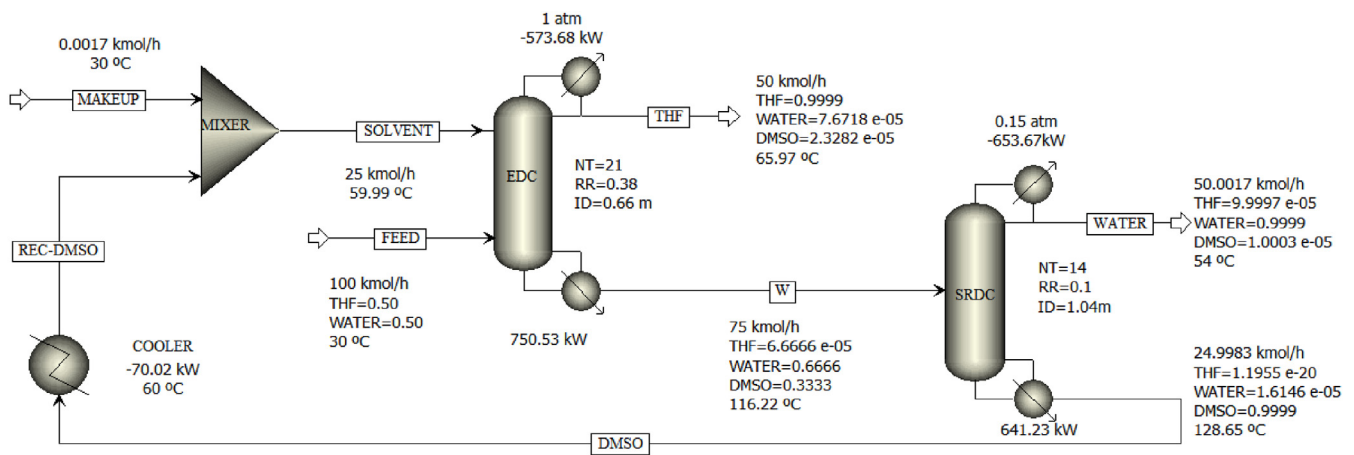 0.0017 kmol/h
30 ºC
MAKEUP
MIXER
SOLVENT
25 kmol/h
59.99 ºC
FEED
100 kmol/h
THF=0.50
WATER=0.50
30 ºC
REC-DMSO
COOLER
-70.02 kW
60 ºC
1 atm
-573.68 kW
EDC
NT=21
RR=0.38
ID=0.66 m
750.53 kW
THF
50 kmol/h
THF=0.9999
WATER=7.6718 e-05
DMSO=2.3282 e-05
65.97 ºC
W
75 kmol/h
THF=6.6666 e-05
WATER=0.6666
DMSO=0.3333
116.22 ºC
0.15 atm
-653.67kW
SRDC
NT=14
RR=0.1
ID=1.04m
641.23 kW
WATER
50.0017 kmol/h
THF=9.9997 e-05
WATER=0.9999
DMSO=1.0003 e-05
54 ºC
24.9983 kmol/h
THF=1.1955 e-20
WATER=1.6146 e-05
DMSO=0.9999
128.65 ºC
DMSO